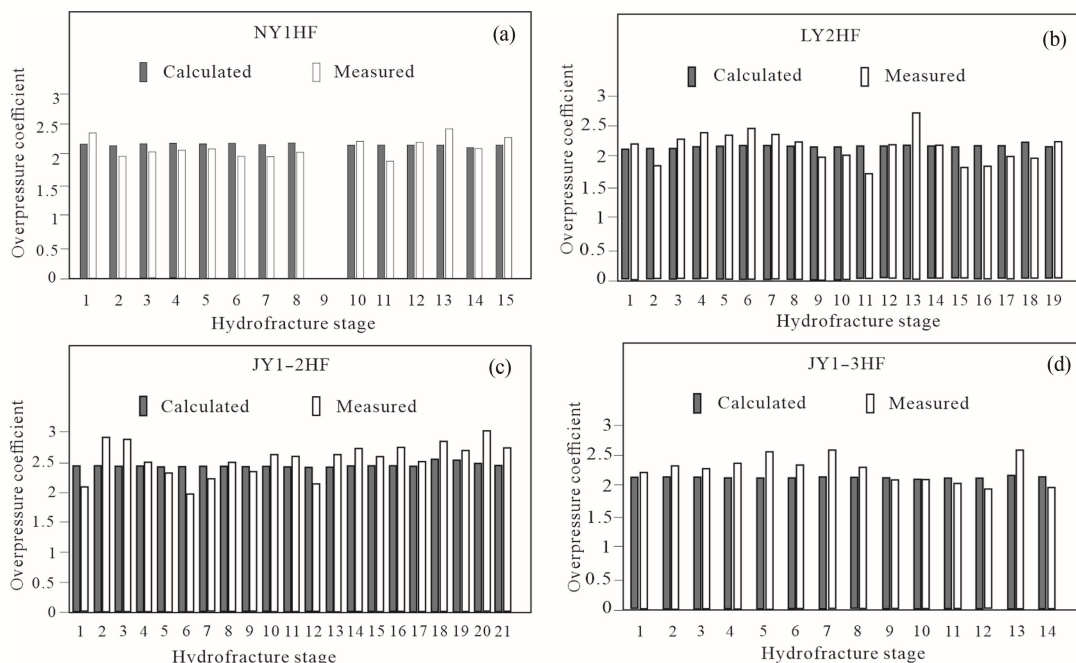 NY1HF
(a)
Calculated
Measured
Overpressure coefficient
3
2.5
2
1.5
1
0.5
0
1 2 3 4 5 6 7 8 9 10 11 12 13 14 15
Hydrofracture stage
LY2HF
(b)
Calculated
Measured
Overpressure coefficient
3
2.5
2
1.5
1
0.5
0
1 2 3 4 5 6 7 8 9 10 11 12 13 14 15 16 17 18 19
Hydrofracture stage
JY1-2HF
(c)
Calculated
Measured
Overpressure coefficient
3
2.5
2
1.5
1
0.5
0
1 2 3 4 5 6 7 8 9 10 11 12 13 14 15 16 17 18 19 20 21
Hydrofracture stage
JY1-3HF
(d)
Calculated
Measured
Overpressure coefficient
3
2.5
2
1.5
1
0.5
0
1 2 3 4 5 6 7 8 9 10 11 12 13 14
Hydrofracture stage